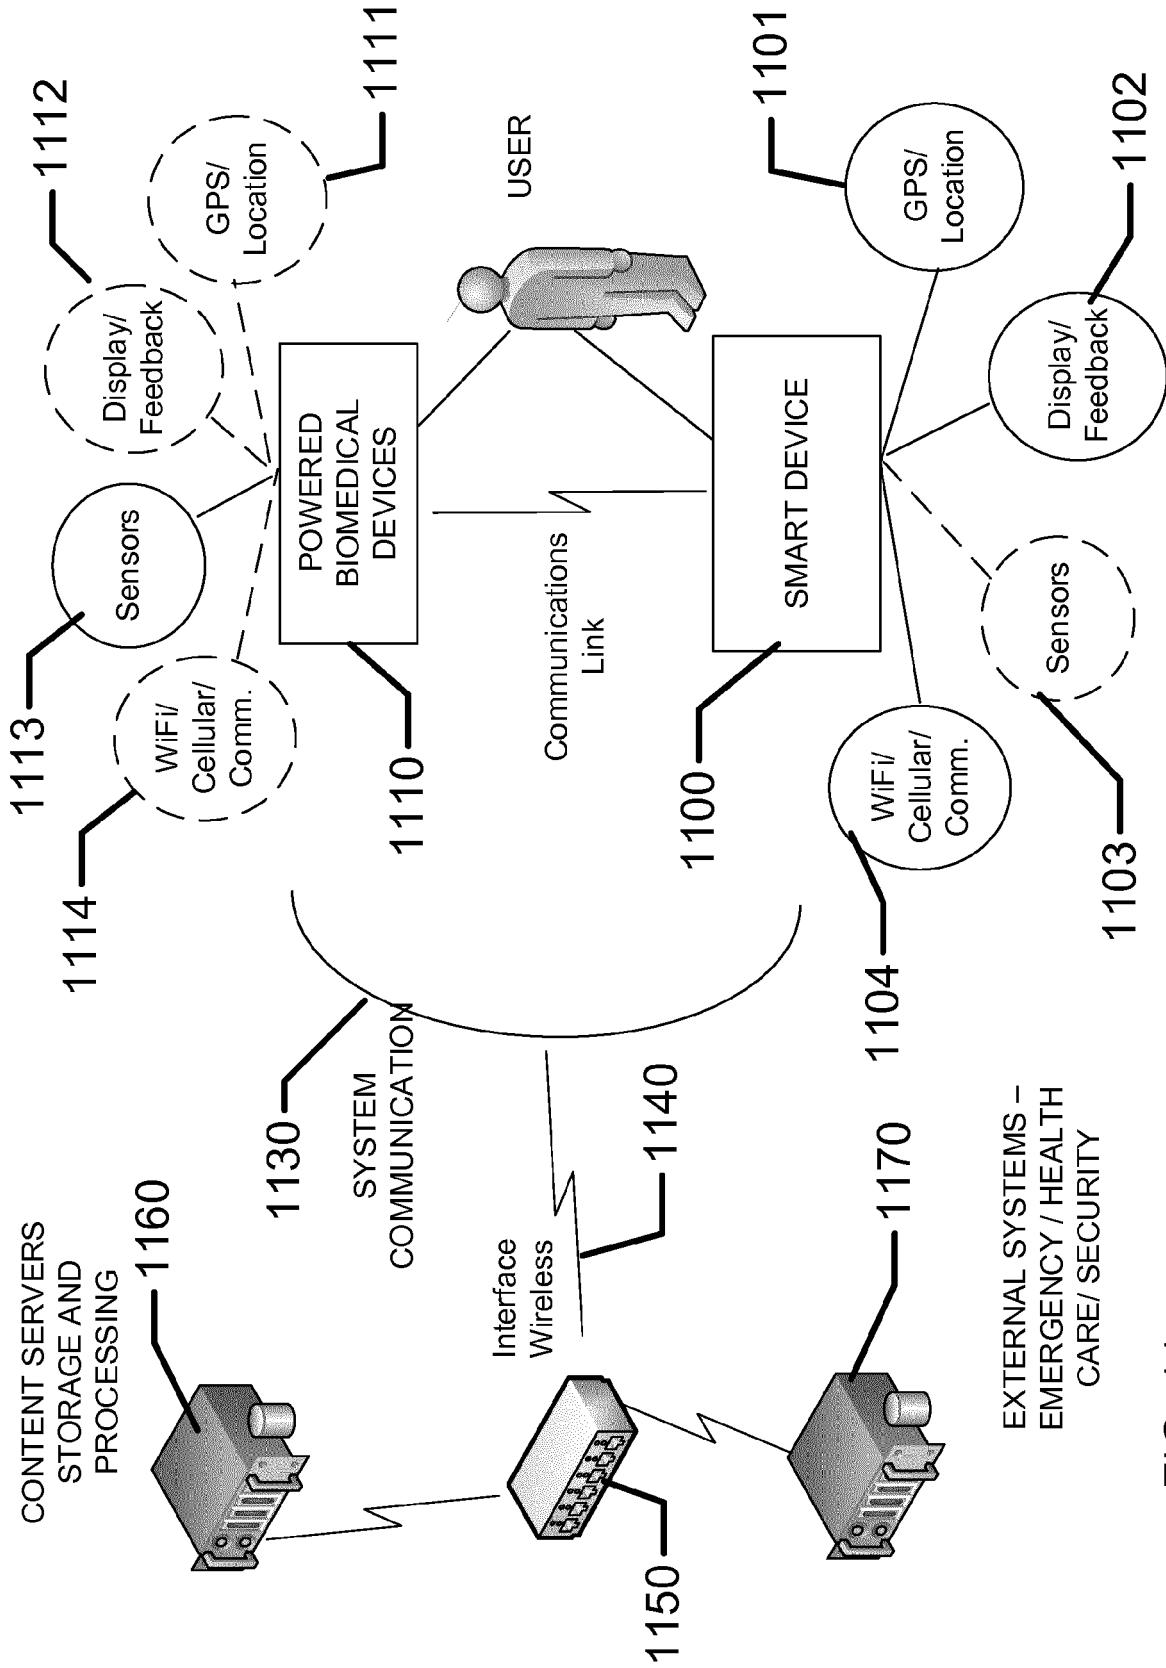 CONTENT SERVERS
STORAGE AND
PROCESSING
1160
1114
1113
1112
Sensors
Display/
Feedback
WiFi/
Cellular/
Comm.
GPS/
Location
1111
1130
SYSTEM
COMMUNICATION
1110
POWERED
BIOMEDICAL
DEVICES
USER
Interface
Wireless
1140
Communications
Link
1150
1100
SMART DEVICE
1101
1170
1104
WiFi/
Cellular/
Comm.
GPS/
Location
EXTERNAL SYSTEMS –
EMERGENCY / HEALTH
CARE/ SECURITY
1103
Sensors
Display/
Feedback
1102